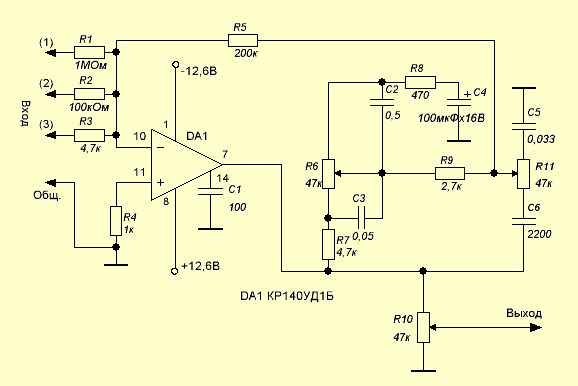 (1)
R1
1МОм
(2)
R2
100кОм
(3)
R3
4,7к
Вход
Общ.
R4
1к
R5
200к
-12,6В
1
DA1
10
11
7
14
8
C1
100
+12,6В
DA1 КР140УД1Б
R6
47к
C2
0,5
R8
470
C4
+
100мкФх16В
C3
0,05
R7
4,7к
R9
2,7к
C5
0,033
R11
47к
C6
2200
R10
47к
Выход